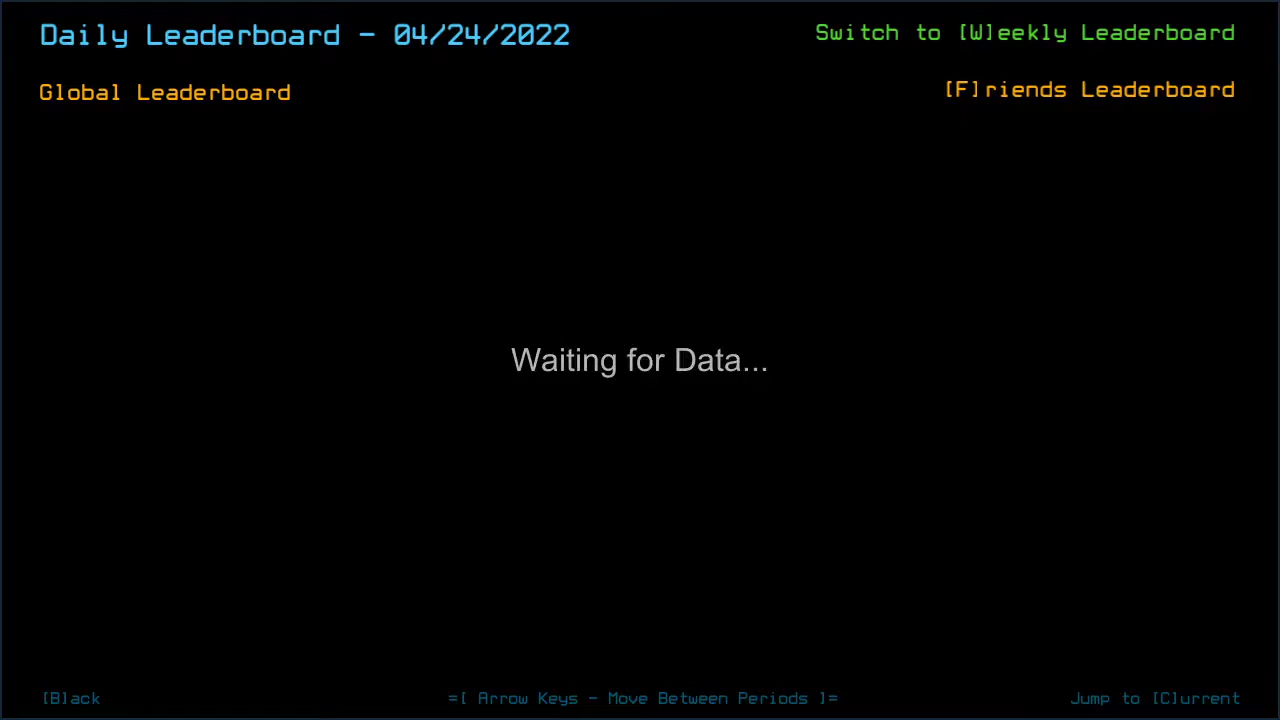 Daily Leaderboard - 04/24/2022
Switch to [W]eekly Leaderboard
Global Leaderboard
[F]riends Leaderboard
Waiting for Data...
[B]ack
=[ Arrow Keys - Move Between Periods ]=
Jump to [C]urrent